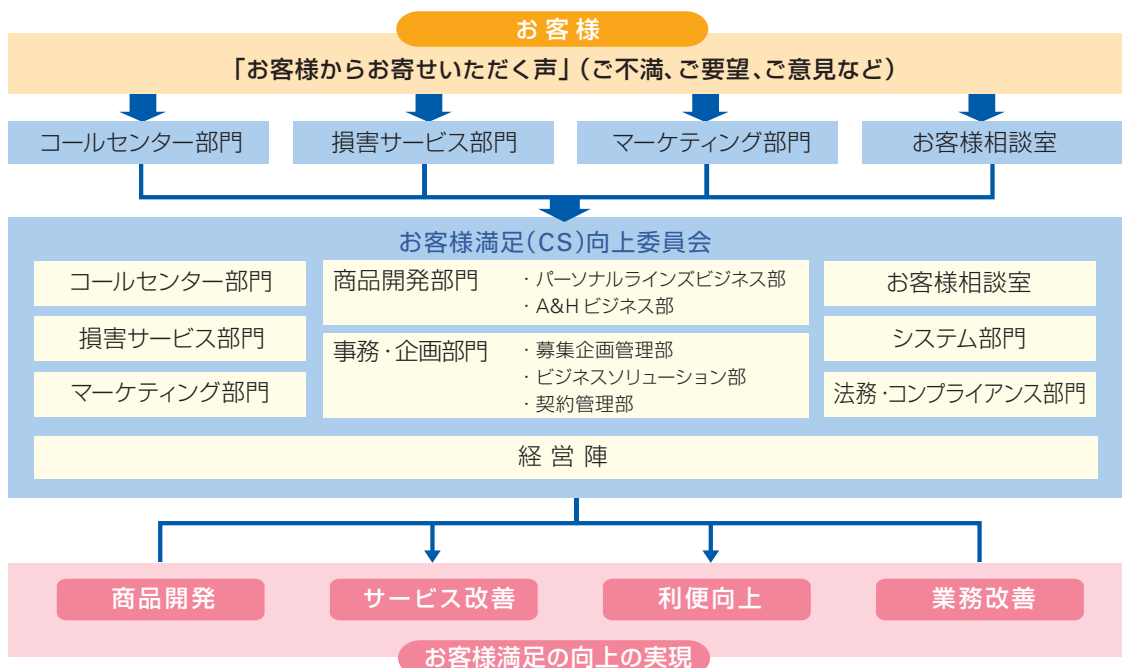 お客様
「お客様からお寄せいただく声」（ご不満、ご要望、ご意見など）
コールセンター部門
損害サービス部門
マーケティング部門
お客様相談室
お客様満足（CS）向上委員会
コールセンター部門
損害サービス部門
マーケティング部門
商品開発部門
・パーソナルラインズビジネス部
・A&Hビジネス部
事務・企画部門
・募集企画管理部
・ビジネスソリューション部
・契約管理部
お客様相談室
システム部門
法務・コンプライアンス部門
経営陣
商品開発
サービス改善
利便向上
業務改善
お客様満足の向上の実現